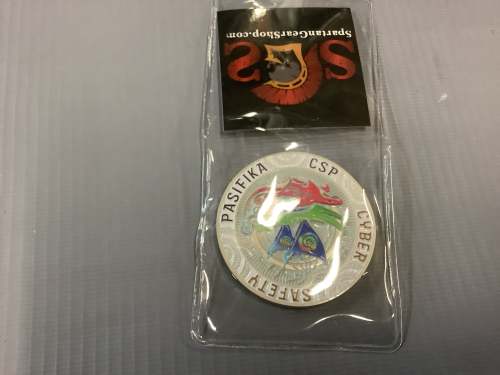 SpartanGearShop.com
S S
PASIFIKA CSP CYBER SAFETY